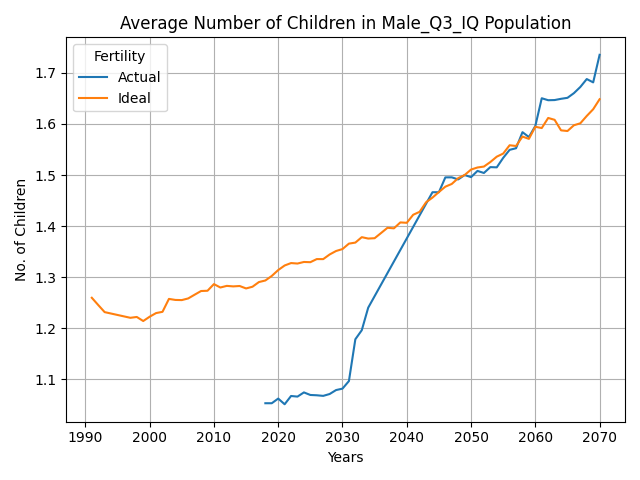 Average Number of Children in Male_Q3_IQ Population
Fertility
Actual
Ideal
No. of Children
1.7
1.6
1.5
1.4
1.3
1.2
1.1
1990 2000 2010 2020 2030 2040 2050 2060 2070
Years